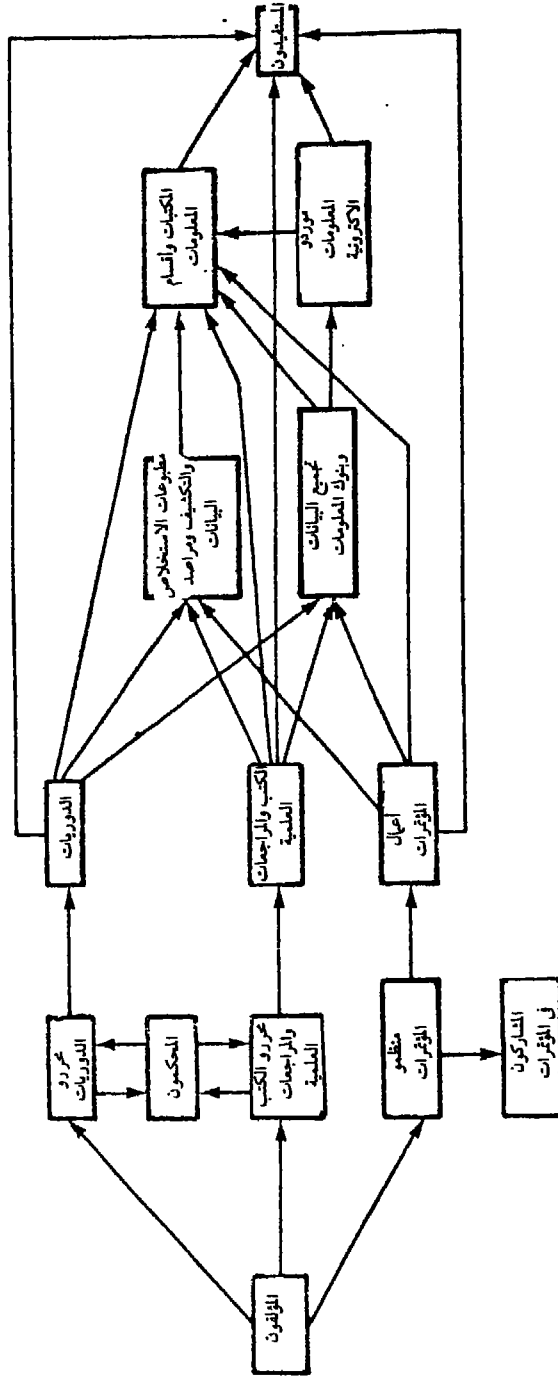 المستفيدون
المكتبات وأقسام
المعلومات
موردو
المعلومات
الالكترونية
مطبوعات الاستخلاص
والتكشيف ومراصد
البيانات
تجميع البيانات
وبنوك المعلومات
الدوريات
الكتب والمراجعات
العلمية
اعمال
المؤتمرات
محررو
الدوريات
المحكمون
محررو الكتب
والمراجعات
العلمية
منظمو
المؤتمرات
المشاركون
في المؤتمرات
المؤلفون